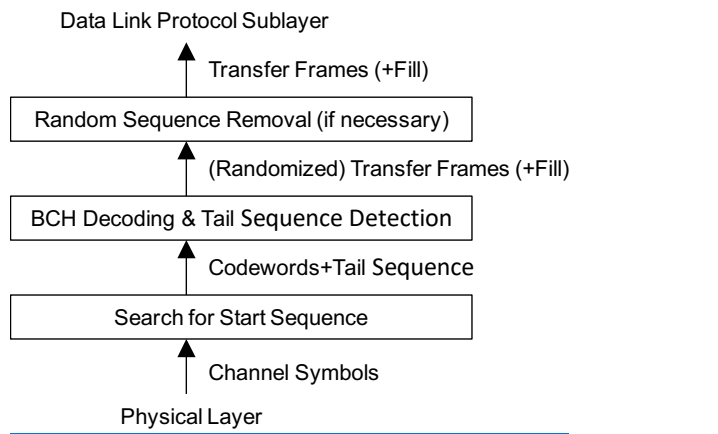 Data Link Protocol Sublayer
Transfer Frames (+Fill)
Random Sequence Removal (if necessary)
(Randomized) Transfer Frames (+Fill)
BCH Decoding & Tail Sequence Detection
Codewords+Tail Sequence
Search for Start Sequence
Channel Symbols
Physical Layer